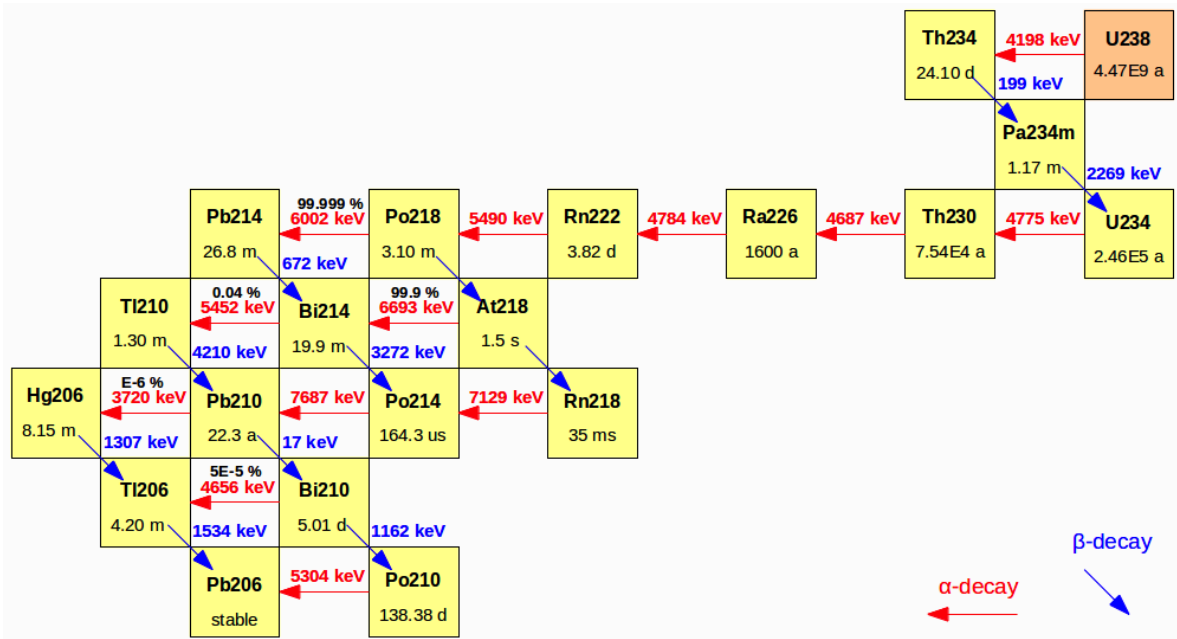 Th234
4198 keV
U238
24.10 d
4.47E9 a
199 keV
Pa234m
1.17 m
2269 keV
Pb214
99.999 %
6002 keV
Po218
5490 keV
Rn222
4784 keV
Ra226
4687 keV
Th230
4775 keV
U234
26.8 m
3.10 m
3.82 d
1600 a
7.54E4 a
2.46E5 a
672 keV
Tl210
0.04 %
5452 keV
Bi214
99.9 %
6693 keV
At218
1.30 m
19.9 m
1.5 s
4210 keV
3272 keV
Hg206
E-6 %
3720 keV
Pb210
7687 keV
Po214
7129 keV
Rn218
8.15 m
22.3 a
164.3 us
35 ms
1307 keV
17 keV
Tl206
5E-5 %
4656 keV
Bi210
4.20 m
5.01 d
1534 keV
1162 keV
Pb206
5304 keV
Po210
stable
138.38 d
β-decay
α-decay